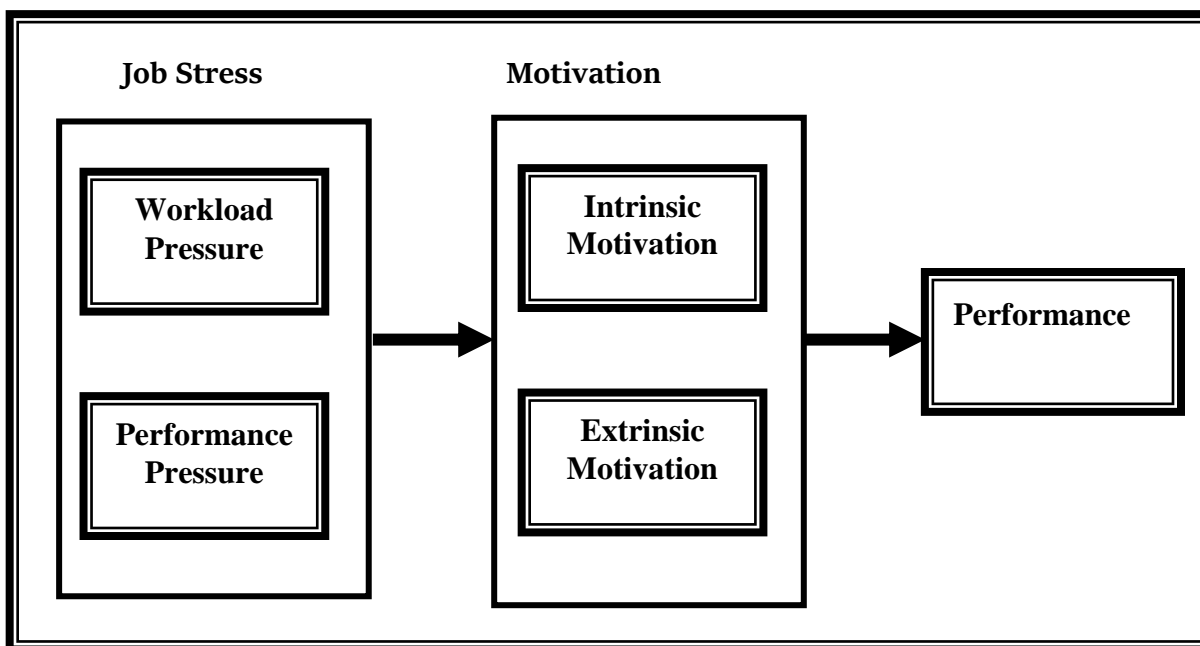 Job Stress
Motivation
Workload
Pressure
Performance
Pressure
Intrinsic
Motivation
Extrinsic
Motivation
Performance